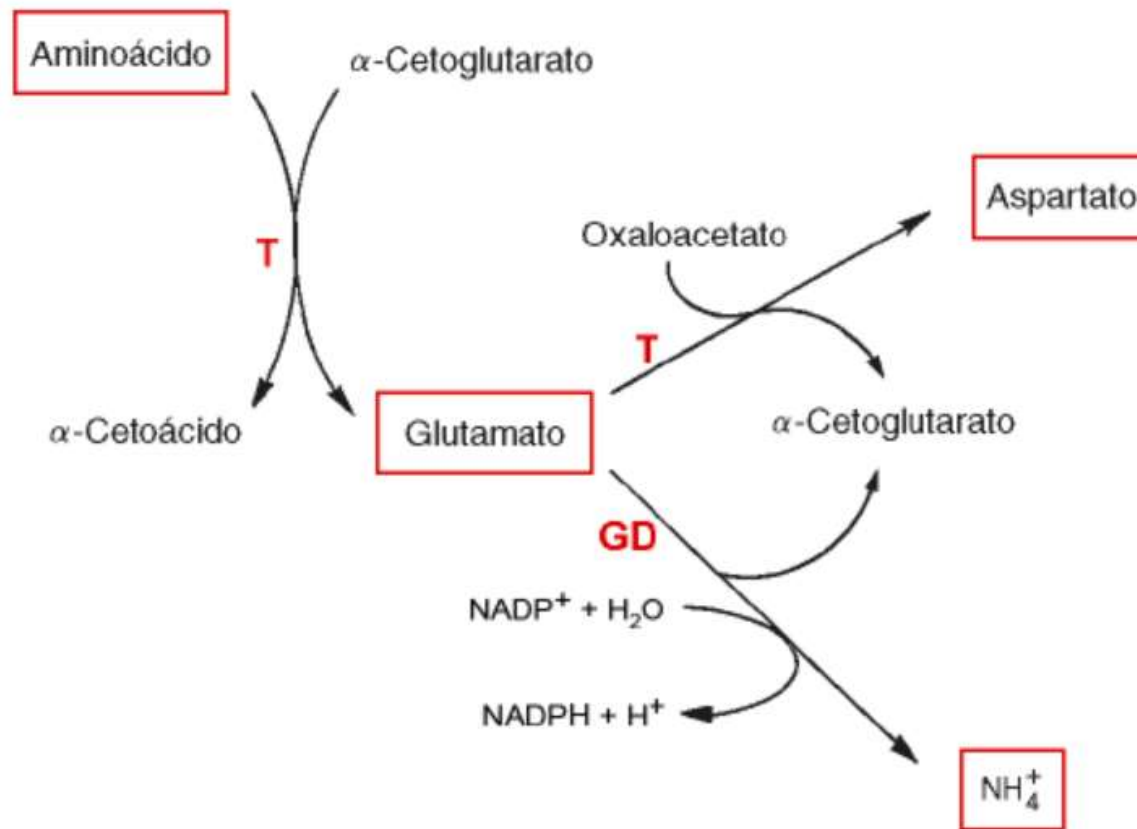 Aminoácido
α-Cetoglutarato
Aspartato
Oxaloacetato
T
T
α-Cetoácido
Glutamato
α-Cetoglutarato
GD
NADP⁺ + H₂O
NADPH + H⁺
NH₄⁺